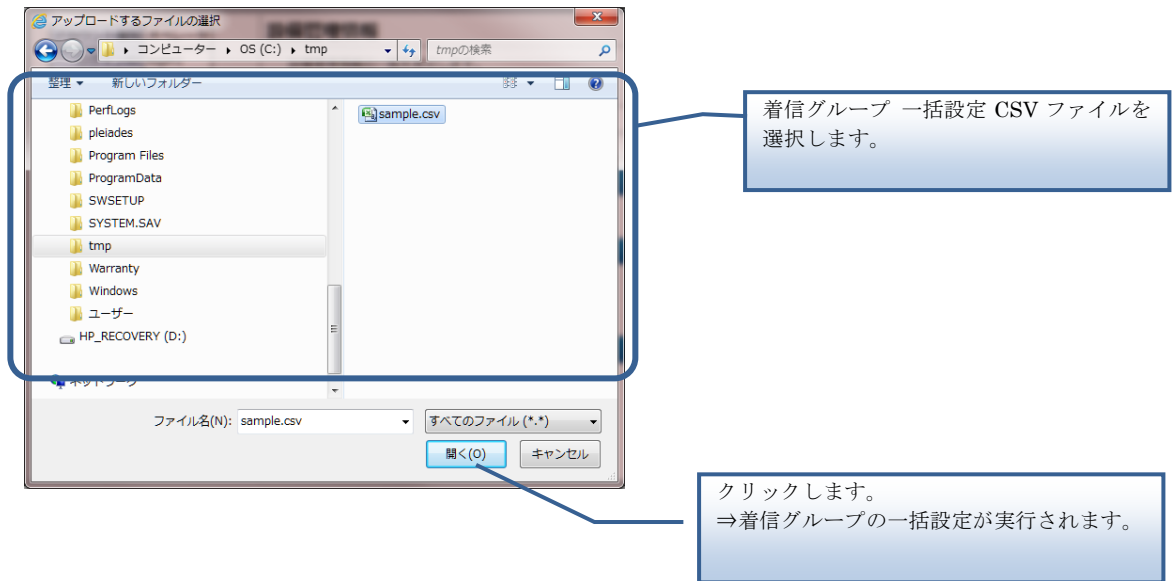 アップロードするファイルの選択
コンピューター ▸ OS (C:) ▸ tmp
tmpの検索
整理 ▼ 新しいフォルダー
PerfLogs
pleiades
Program Files
ProgramData
SWSETUP
SYSTEM.SAV
tmp
Warranty
Windows
ユーザー
HP_RECOVERY (D:)
ネットワーク
sample.csv
ファイル名(N): sample.csv
すべてのファイル (*.*)
開く(O)
キャンセル
着信グループ 一括設定 CSV ファイルを
選択します。
クリックします。
⇒着信グループの一括設定が実行されます。